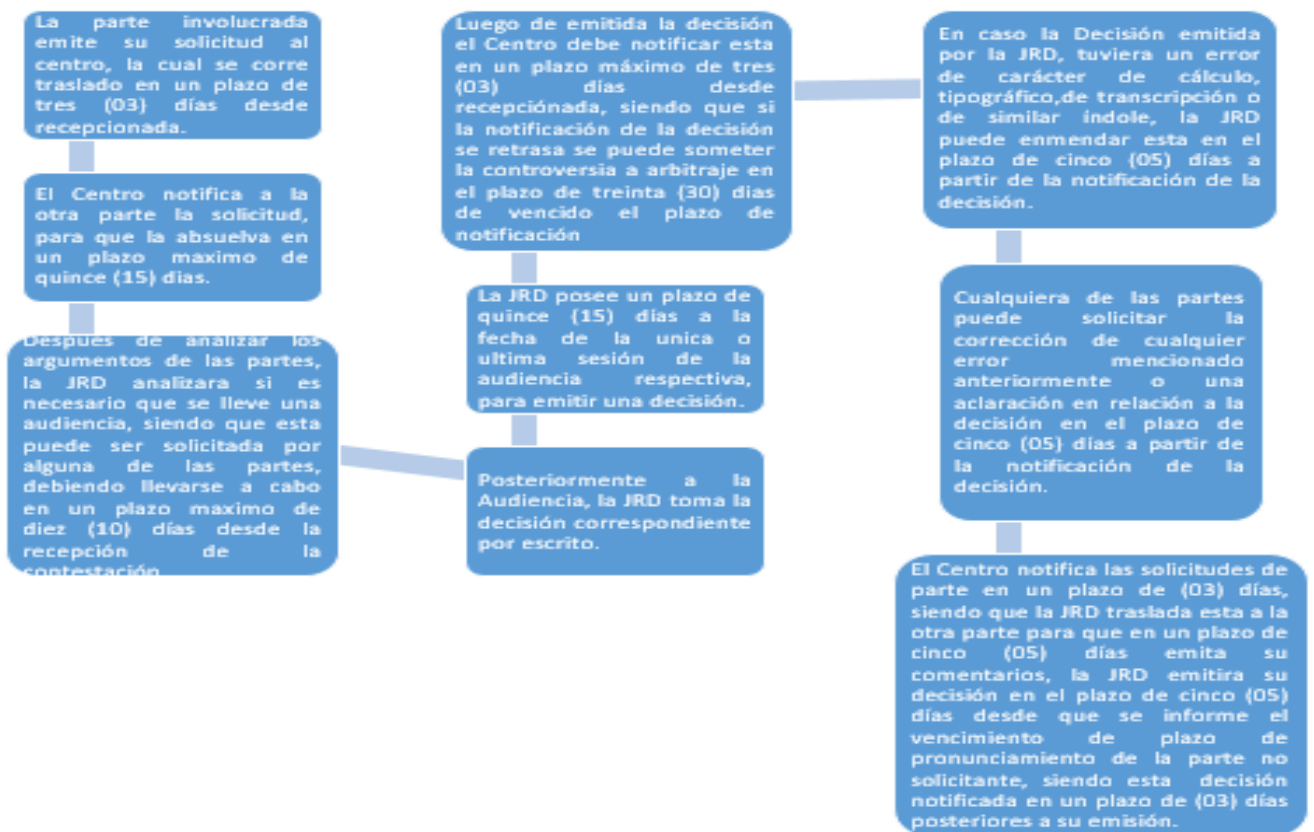 La parte involucrada
emite su solicitud al
centro, la cual se corre
traslado en un plazo de
tres (03) días desde
recepcionada.
El Centro notifica a la
otra parte la solicitud,
para que la absuelva en
un plazo maximo de
quince (15) dias.
Después de analizar los
argumentos de las partes,
la JRD analizara si es
necesario que se lleve una
audiencia, siendo que esta
puede ser solicitada por
alguna de las partes,
debiendo llevarse a cabo
en un plazo maximo de
diez (10) días desde la
recepción de la
contestación
Posteriormente a la
Audiencia, la JRD toma la
decisión correspondiente
por escrito.
La JRD posee un plazo de
quince (15) días a la
fecha de la unica o
ultima sesión de la
audiencia respectiva,
para emitir una decisión.
Luego de emitida la decisión
el Centro debe notificar esta
en un plazo máximo de tres
(03) días desde
recepciónada, siendo que si
la notificación de la decisión
se retrasa se puede someter
la controversia a arbitraje en
el plazo de treinta (30) dias
de vencido el plazo de
notificación
En caso la Decisión emitida
por la JRD, tuviera un error
de carácter de cálculo,
tipográfico,de transcripción o
de similar índole, la JRD
puede enmendar esta en el
plazo de cinco (05) días a
partir de la notificación de la
decisión.
Cualquiera de las partes
puede solicitar la
corrección de cualquier
error mencionado
anteriormente o una
aclaración en relación a la
decisión en el plazo de
cinco (05) días a partir de
la notificación de la
decisión.
El Centro notifica las solicitudes de
parte en un plazo de (03) días,
siendo que la JRD traslada esta a la
otra parte para que en un plazo de
cinco (05) días emita su
comentarios, la JRD emitira su
decisión en el plazo de cinco (05)
días desde que se informe el
vencimiento de plazo de
pronunciamiento de la parte no
solicitante, siendo esta decisión
notificada en un plazo de (03) días
posteriores a su emisión.